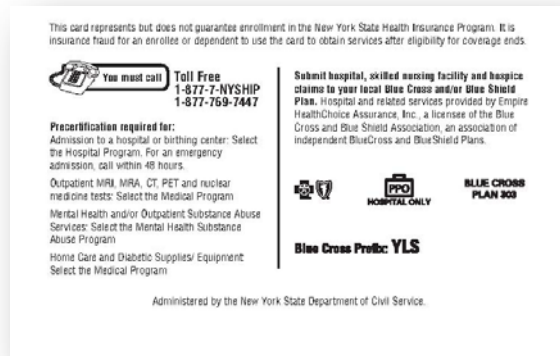 This card represents but does not guarantee enrollment in the New York State Health Insurance Program. It is
insurance fraud for an enrollee or dependent to use the card to obtain services after eligibility for coverage ends.
You must call
Toll Free
1-877-7-NYSHIP
1-877-769-7447
Precertification required for:
Admission to a hospital or birthing center: Select
the Hospital Program. For an emergency
admission, call within 48 hours.
Outpatient MRI, MRA, CT, PET and nuclear
medicine tests: Select the Medical Program
Mental Health and/or Outpatient Substance Abuse
Services: Select the Mental Health Substance
Abuse Program
Home Care and Diabetic Supplies/ Equipment:
Select the Medical Program
Submit hospital, skilled nursing facility and hospice
claims to your local Blue Cross and/or Blue Shield
Plan. Hospital and related services provided by Empire
HealthChoice Assurance, Inc., a licensee of the Blue
Cross and Blue Shield Association, an association of
independent BlueCross and BlueShield Plans.
PPO
HOSPITAL ONLY
BLUE CROSS
PLAN 303
Blue Cross Prefix: YLS
Administered by the New York State Department of Civil Service.